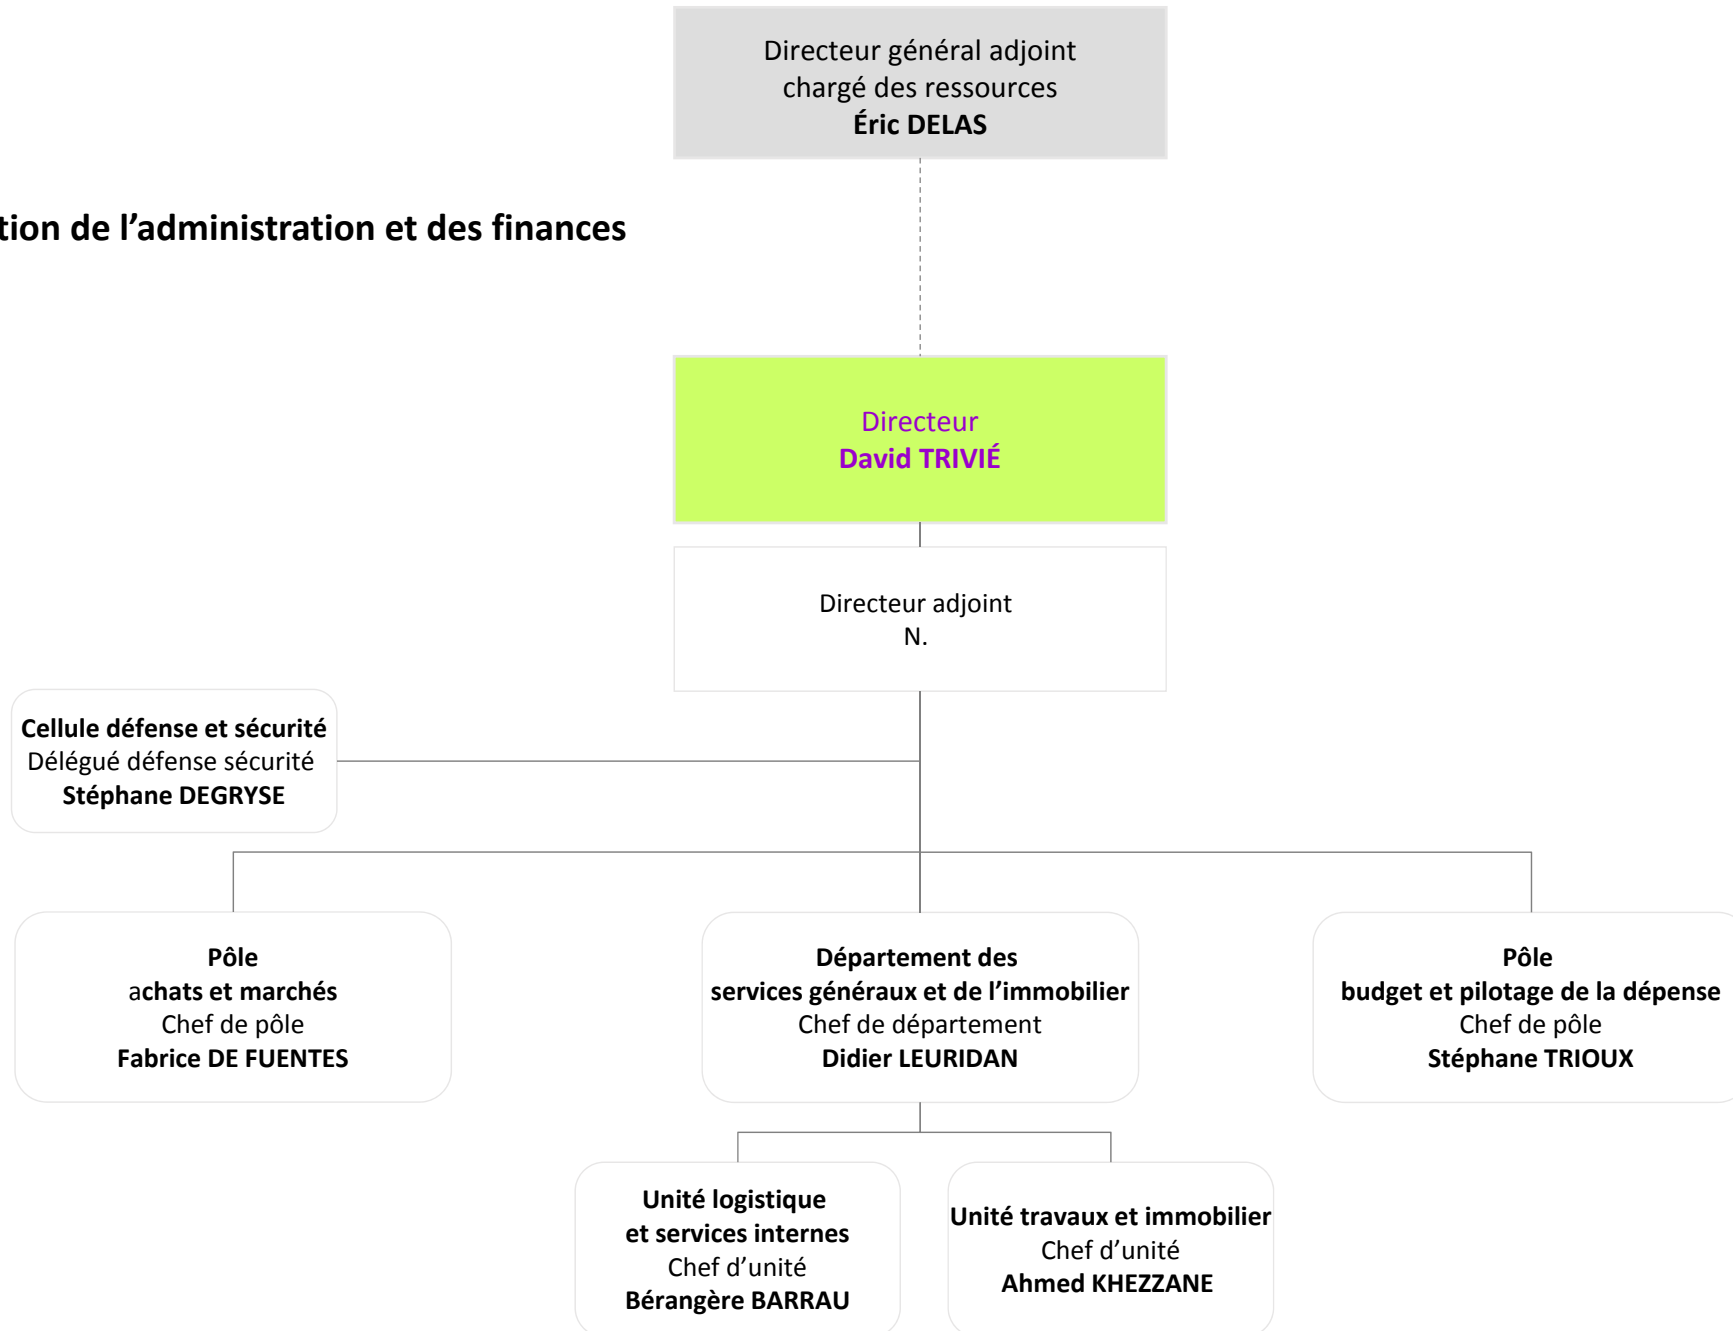 Directeur général adjoint
chargé des ressources
Éric DELAS
tion de l’administration et des finances
Directeur
David TRIVIÉ
Directeur adjoint
N.
Cellule défense et sécurité
Délégué défense sécurité
Stéphane DEGRYSE
Pôle
achats et marchés
Chef de pôle
Fabrice DE FUENTES
Département des
services généraux et de l’immobilier
Chef de département
Didier LEURIDAN
Pôle
budget et pilotage de la dépense
Chef de pôle
Stéphane TRIOUX
Unité logistique
et services internes
Chef d’unité
Bérangère BARRAU
Unité travaux et immobilier
Chef d’unité
Ahmed KHEZZANE